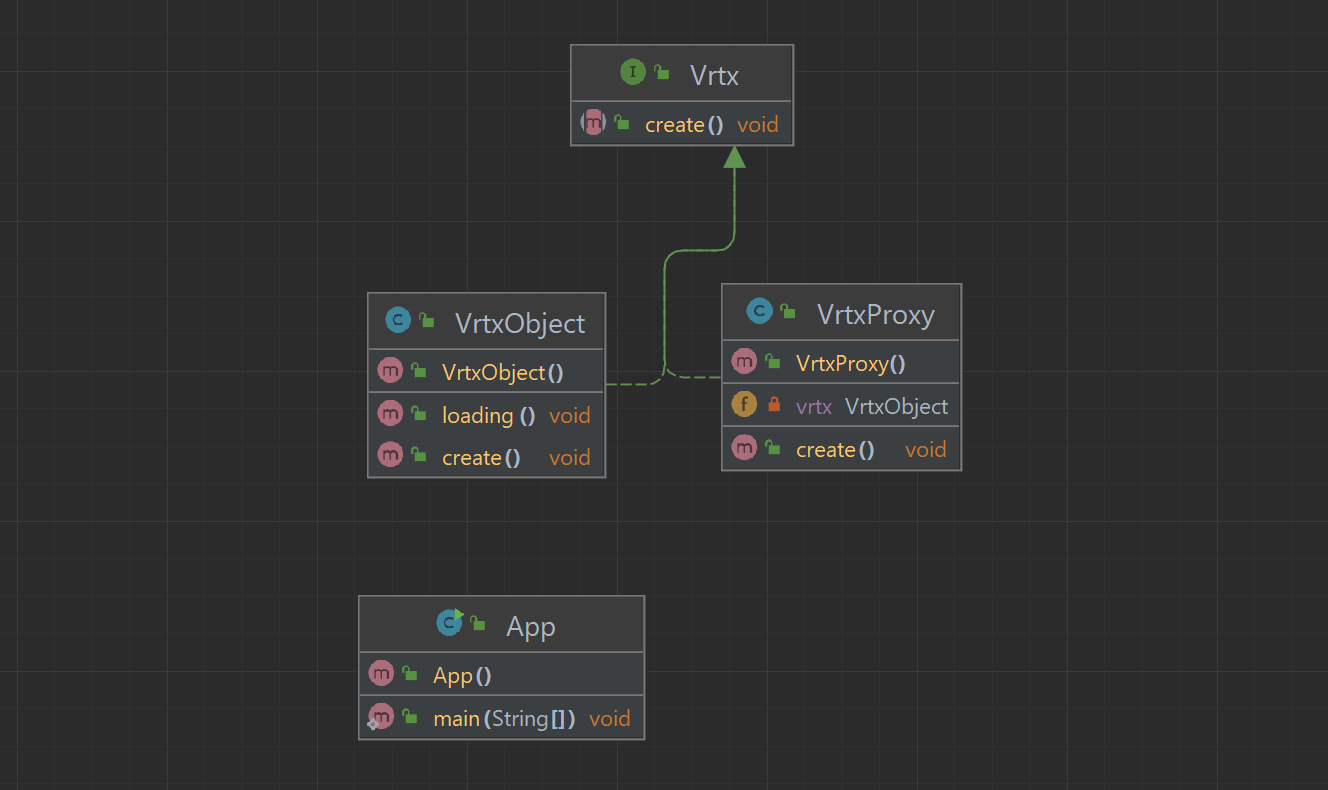 I Vrtx
m create() void
C VrtxObject
m VrtxObject()
m loading () void
m create() void
C VrtxProxy
m VrtxProxy()
f vrtx VrtxObject
m create() void
C App
m App()
m main(String[]) void